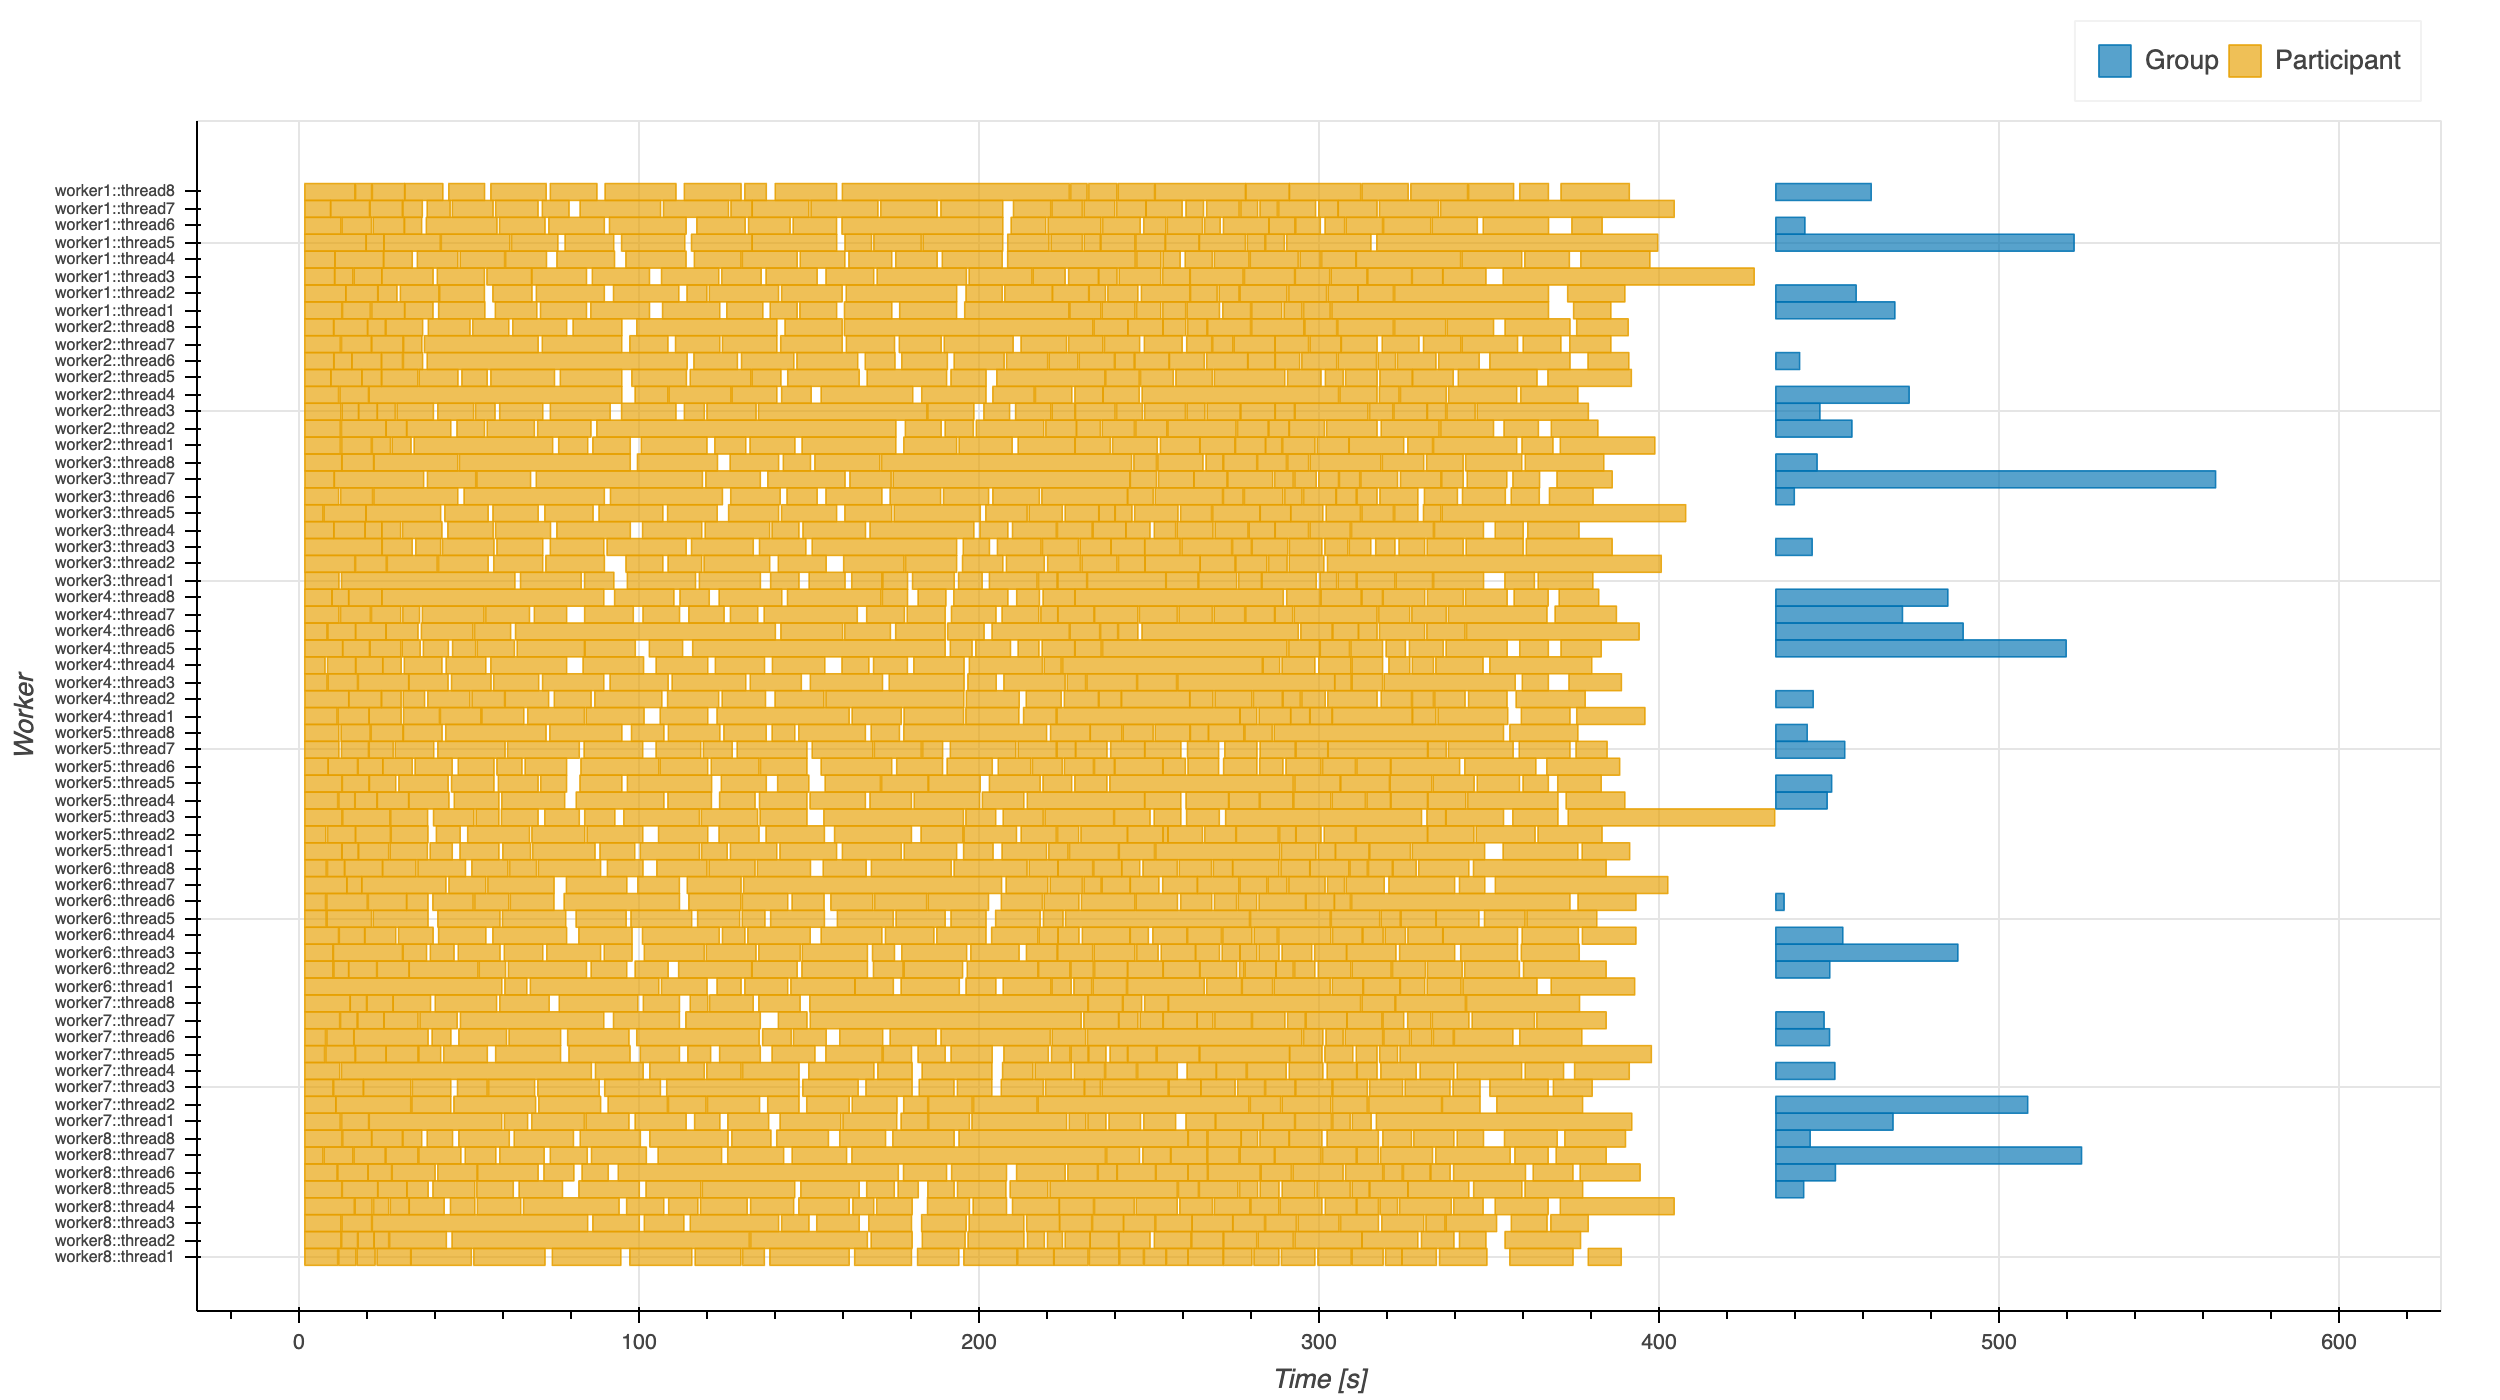 Group Participant
worker1::thread8
worker1::thread7
worker1::thread6
worker1::thread5
worker1::thread4
worker1::thread3
worker1::thread2
worker1::thread1
worker2::thread8
worker2::thread7
worker2::thread6
worker2::thread5
worker2::thread4
worker2::thread3
worker2::thread2
worker2::thread1
worker3::thread8
worker3::thread7
worker3::thread6
worker3::thread5
worker3::thread4
worker3::thread3
worker3::thread2
worker3::thread1
worker4::thread8
worker4::thread7
worker4::thread6
worker4::thread5
worker4::thread4
worker4::thread3
worker4::thread2
worker4::thread1
worker5::thread8
worker5::thread7
worker5::thread6
worker5::thread5
worker5::thread4
worker5::thread3
worker5::thread2
worker5::thread1
worker6::thread8
worker6::thread7
worker6::thread6
worker6::thread5
worker6::thread4
worker6::thread3
worker6::thread2
worker6::thread1
worker7::thread8
worker7::thread7
worker7::thread6
worker7::thread5
worker7::thread4
worker7::thread3
worker7::thread2
worker7::thread1
worker8::thread8
worker8::thread7
worker8::thread6
worker8::thread5
worker8::thread4
worker8::thread3
worker8::thread2
worker8::thread1
Worker
0 100 200 300 400 500 600
Time [s]